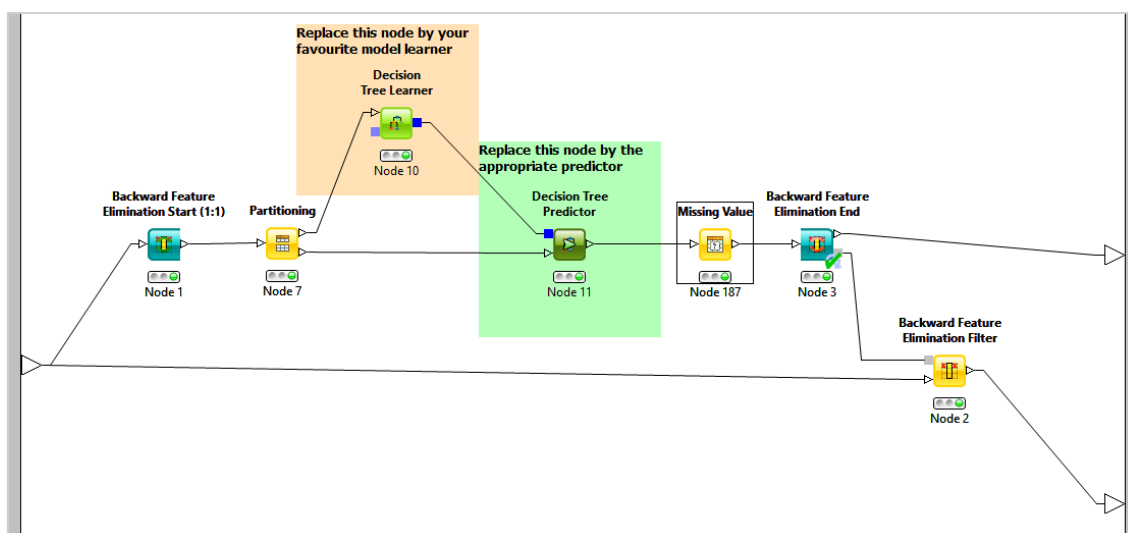 Replace this node by your
favourite model learner
Decision
Tree Learner
Node 10
Replace this node by the
appropriate predictor
Backward Feature
Elimination Start (1:1)
Node 1
Partitioning
Node 7
Decision Tree
Predictor
Node 11
Missing Value
Node 187
Backward Feature
Elimination End
Node 3
Backward Feature
Elimination Filter
Node 2